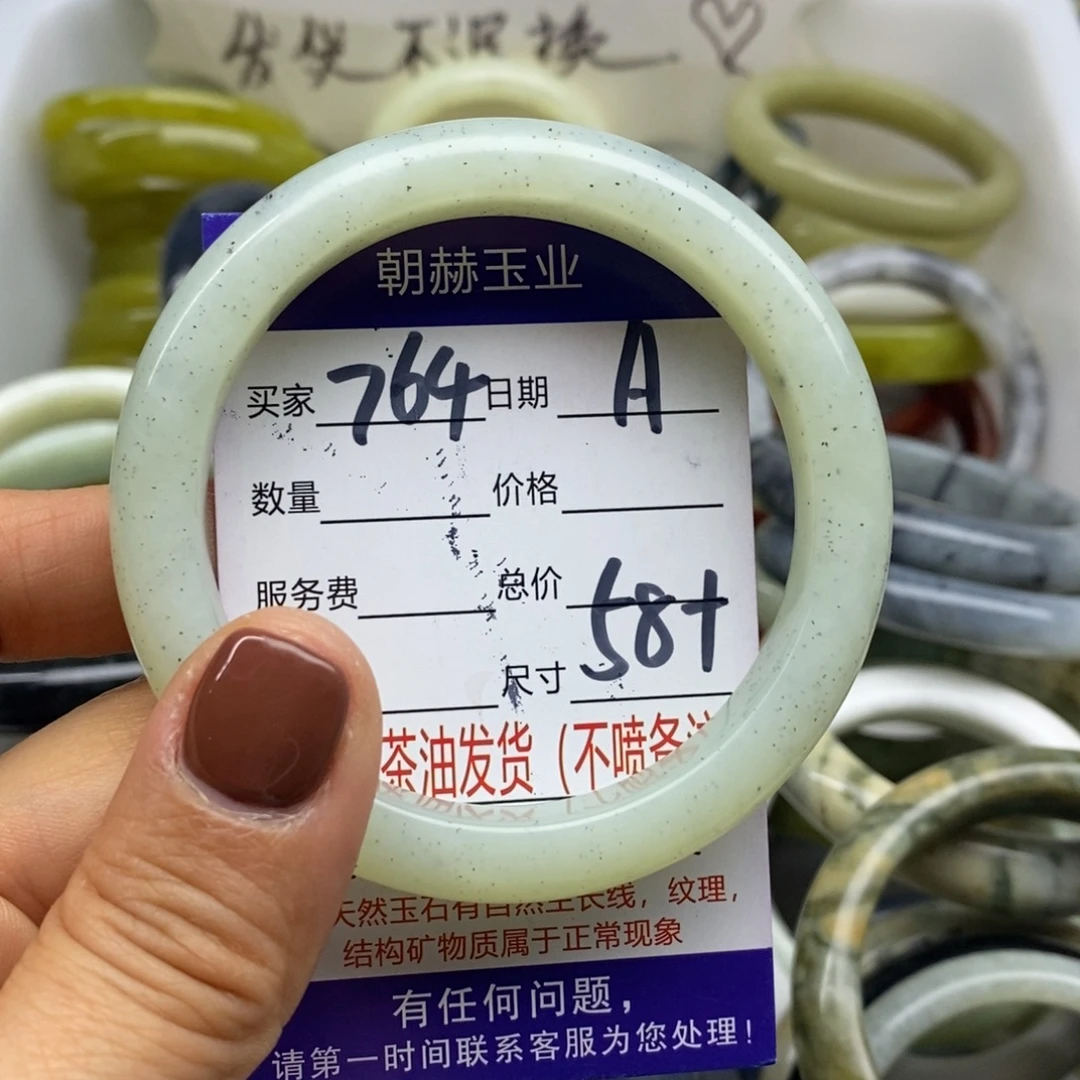 朝赫玉业
买家 764 日期 A
数量 价格
服务费 总价
尺寸 58+
茶油发货（不喷备注
天然玉石有自然生长线，纹理，
结构矿物质属于正常现象
有任何问题，
请第一时间联系客服为您处理！